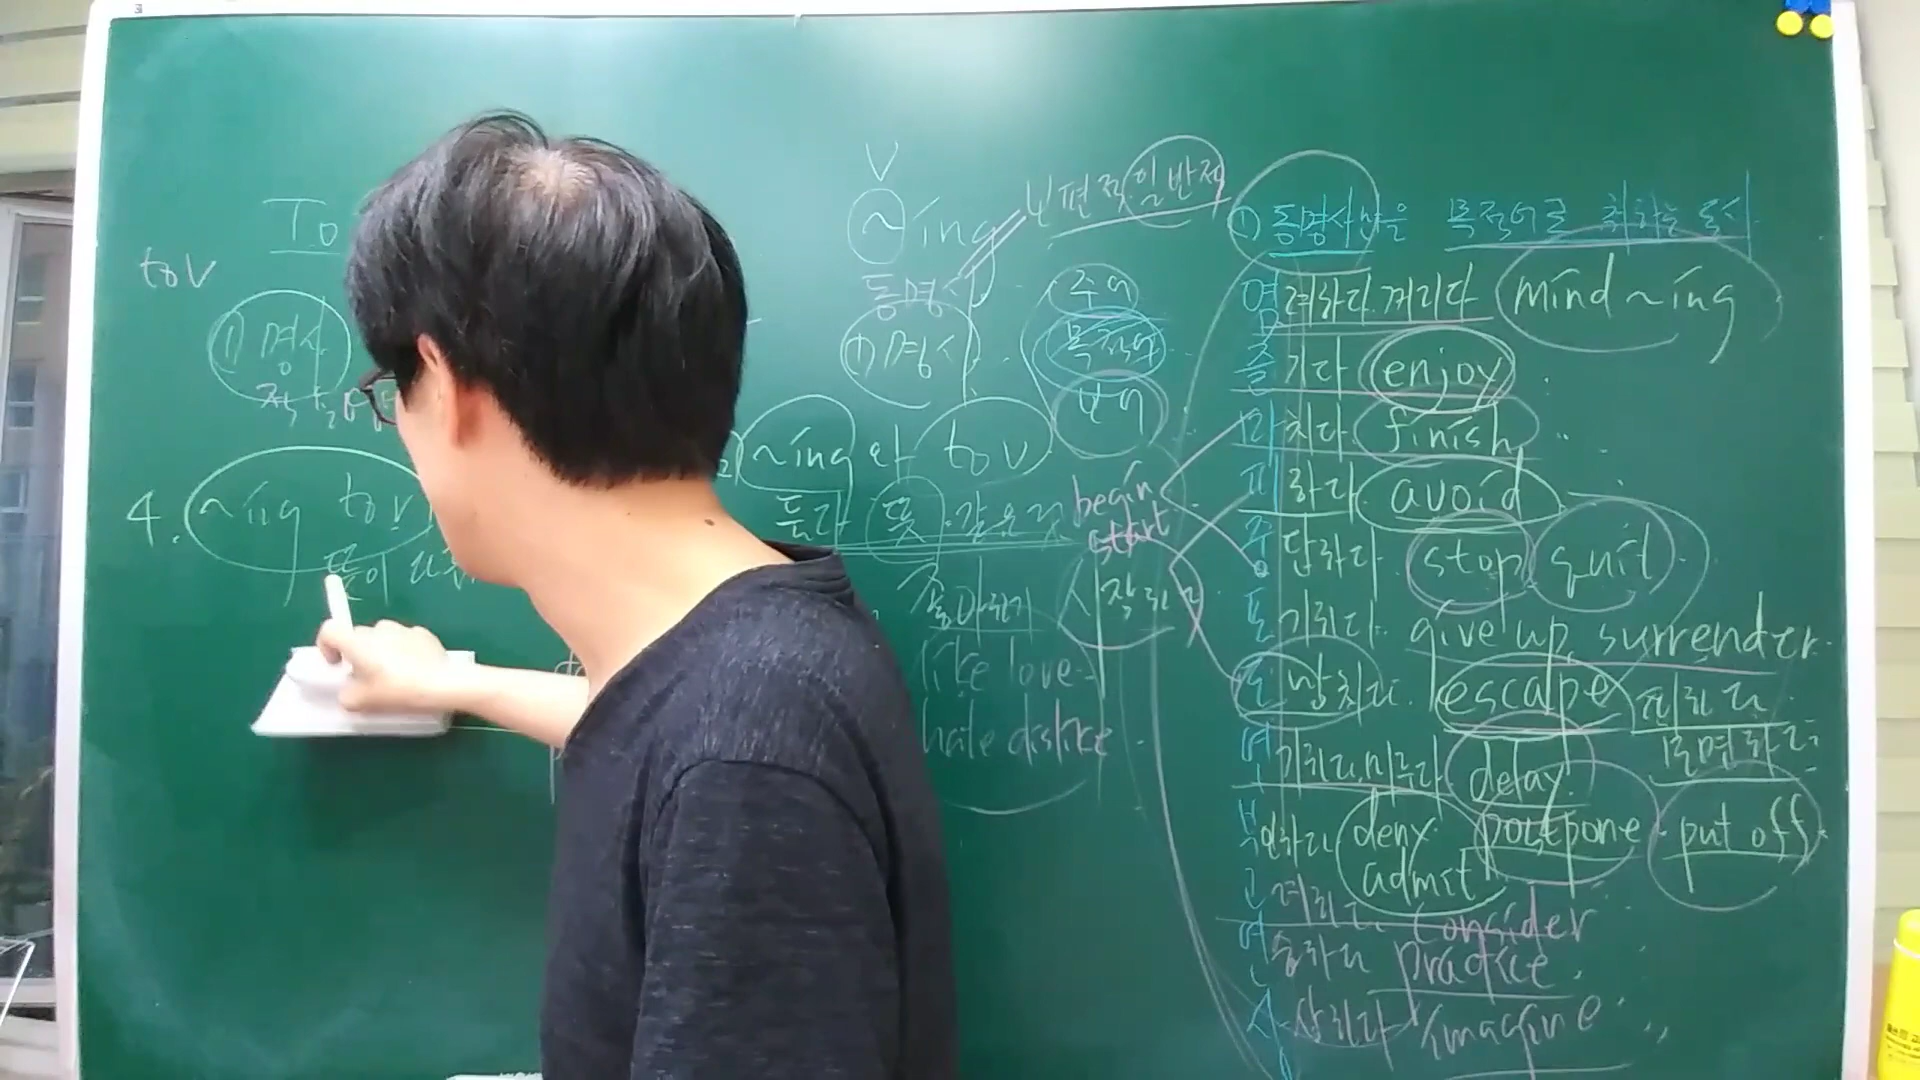 To
to V
① 명사
4. ~ing to V
뜻이
V
~ing
보편적 일반적
동명사
① 명사
주어
목적어
보어
~ing 와 to V
둘다 뜻 같은것
begin
start
시작하다
좋아하기
like love
hate dislike
① 동명사만을 목적어로 취하는 동사
꺼리다 mind ~ing
즐기다 enjoy
마치다 finish
피하다 avoid
중단하다 stop quit
포기하다 give up, surrender
도망치다 escape 피하다
모면하다
연기하다, 미루다 delay
부인하다 deny postpone put off
admit
고려하다 consider
연습하다 practice
상상하다 imagine